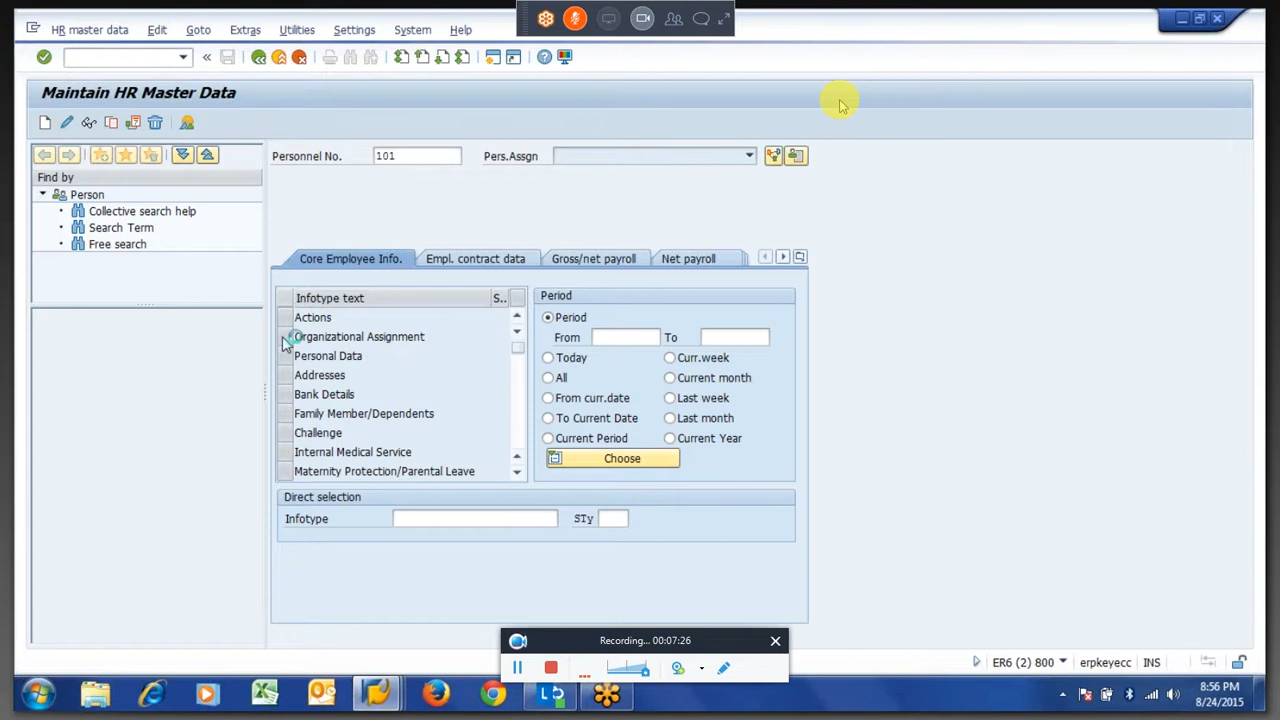 HR master data Edit Goto Extras Utilities Settings System Help
Maintain HR Master Data
Personnel No. 101 Pers.Assgn
Find by
Person
Collective search help
Search Term
Free search
Core Employee Info. Empl. contract data Gross/net payroll Net payroll
Infotype text S..
Actions
Organizational Assignment
Personal Data
Addresses
Bank Details
Family Member/Dependents
Challenge
Internal Medical Service
Maternity Protection/Parental Leave
Period
Period
From To
Today Curr.week
All Current month
From curr.date Last week
To Current Date Last month
Current Period Current Year
Choose
Direct selection
Infotype STy
Recording... 00:07:26
ER6 (2) 800 erpkeyecc INS
8:56 PM
8/24/2015